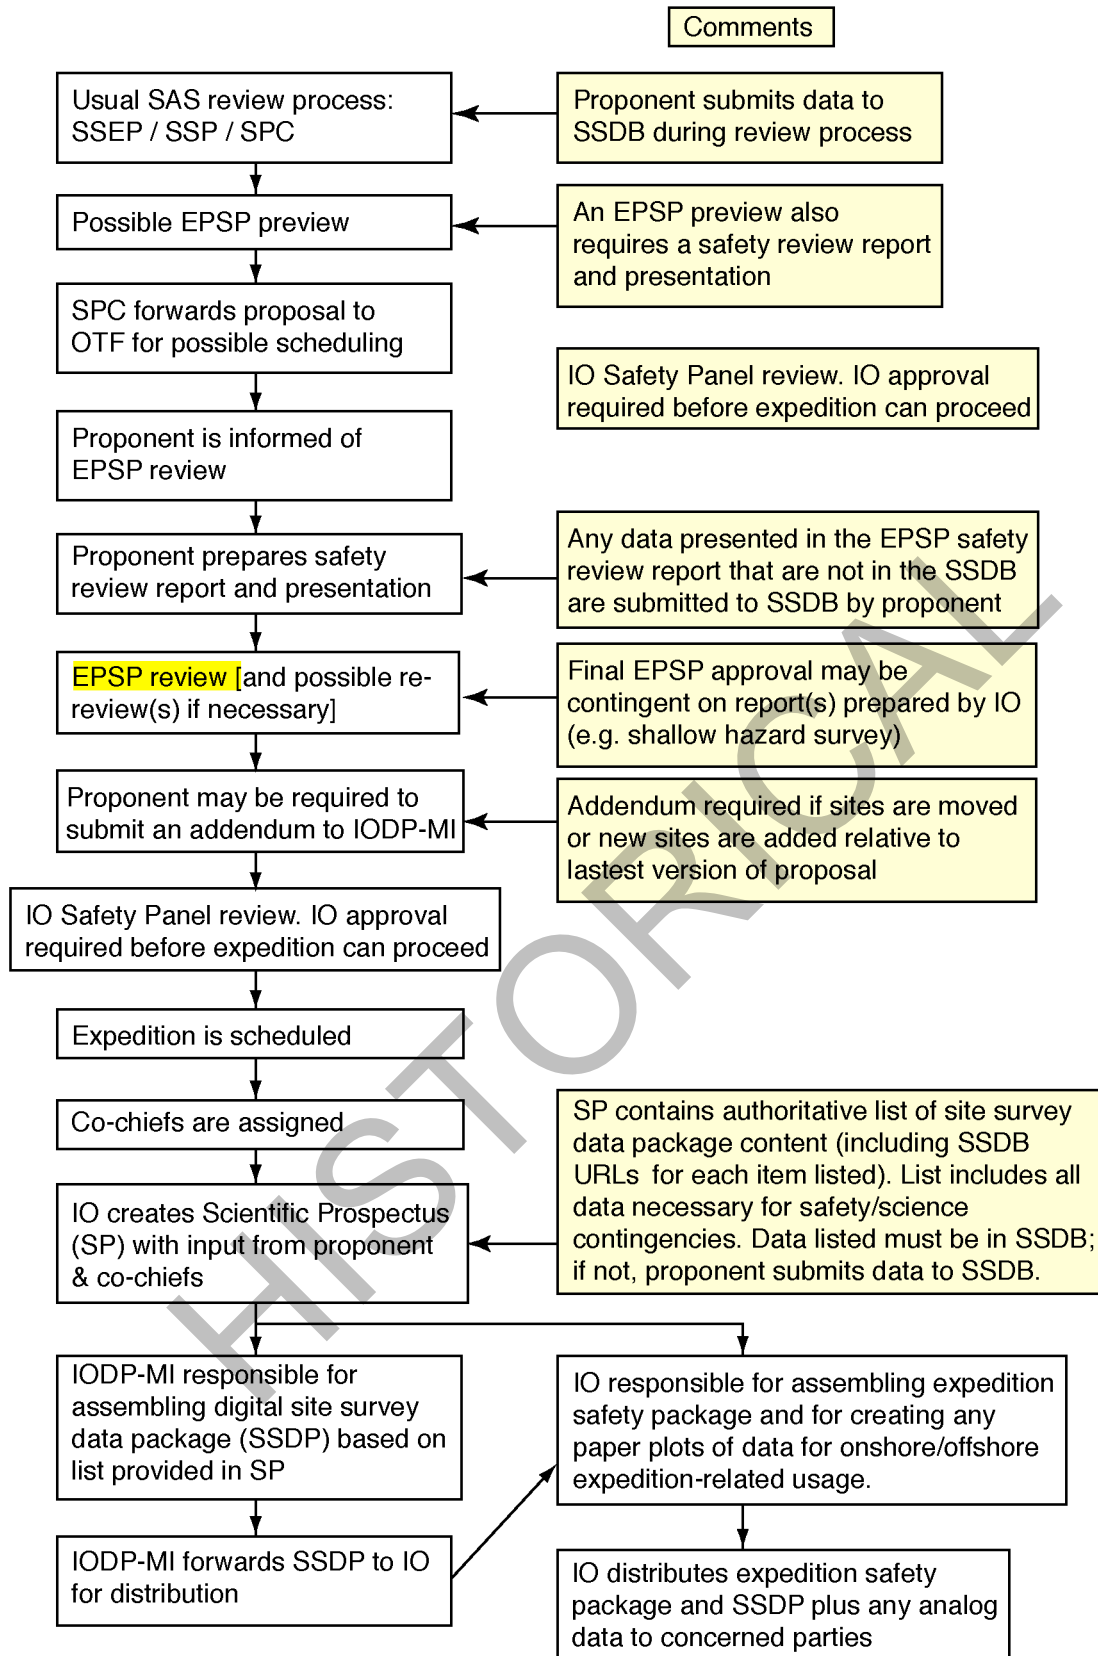 Comments
Usual SAS review process:
SSEP / SSP / SPC
Proponent submits data to
SSDB during review process
Possible EPSP preview
An EPSP preview also
requires a safety review report
and presentation
SPC forwards proposal to
OTF for possible scheduling
IO Safety Panel review. IO approval
required before expedition can proceed
Proponent is informed of
EPSP review
Proponent prepares safety
review report and presentation
Any data presented in the EPSP safety
review report that are not in the SSDB
are submitted to SSDB by proponent
EPSP review [and possible re-
review(s) if necessary]
Final EPSP approval may be
contingent on report(s) prepared by IO
(e.g. shallow hazard survey)
Proponent may be required to
submit an addendum to IODP-MI
Addendum required if sites are moved
or new sites are added relative to
lastest version of proposal
IO Safety Panel review. IO approval
required before expedition can proceed
Expedition is scheduled
Co-chiefs are assigned
SP contains authoritative list of site survey
data package content (including SSDB
URLs for each item listed). List includes all
data necessary for safety/science
contingencies. Data listed must be in SSDB;
if not, proponent submits data to SSDB.
IO creates Scientific Prospectus
(SP) with input from proponent
& co-chiefs
IODP-MI responsible for
assembling digital site survey
data package (SSDP) based on
list provided in SP
IO responsible for assembling expedition
safety package and for creating any
paper plots of data for onshore/offshore
expedition-related usage.
IODP-MI forwards SSDP to IO
for distribution
IO distributes expedition safety
package and SSDP plus any analog
data to concerned parties
HISTORICAL